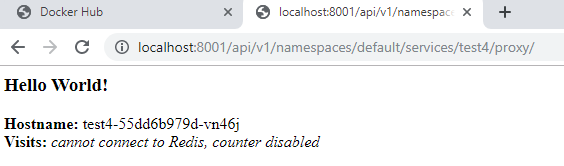 Docker Hub
localhost:8001/api/v1/namespaces
localhost:8001/api/v1/namespaces/default/services/test4/proxy/
Hello World!
Hostname: test4-55dd6b979d-vn46j
Visits: cannot connect to Redis, counter disabled